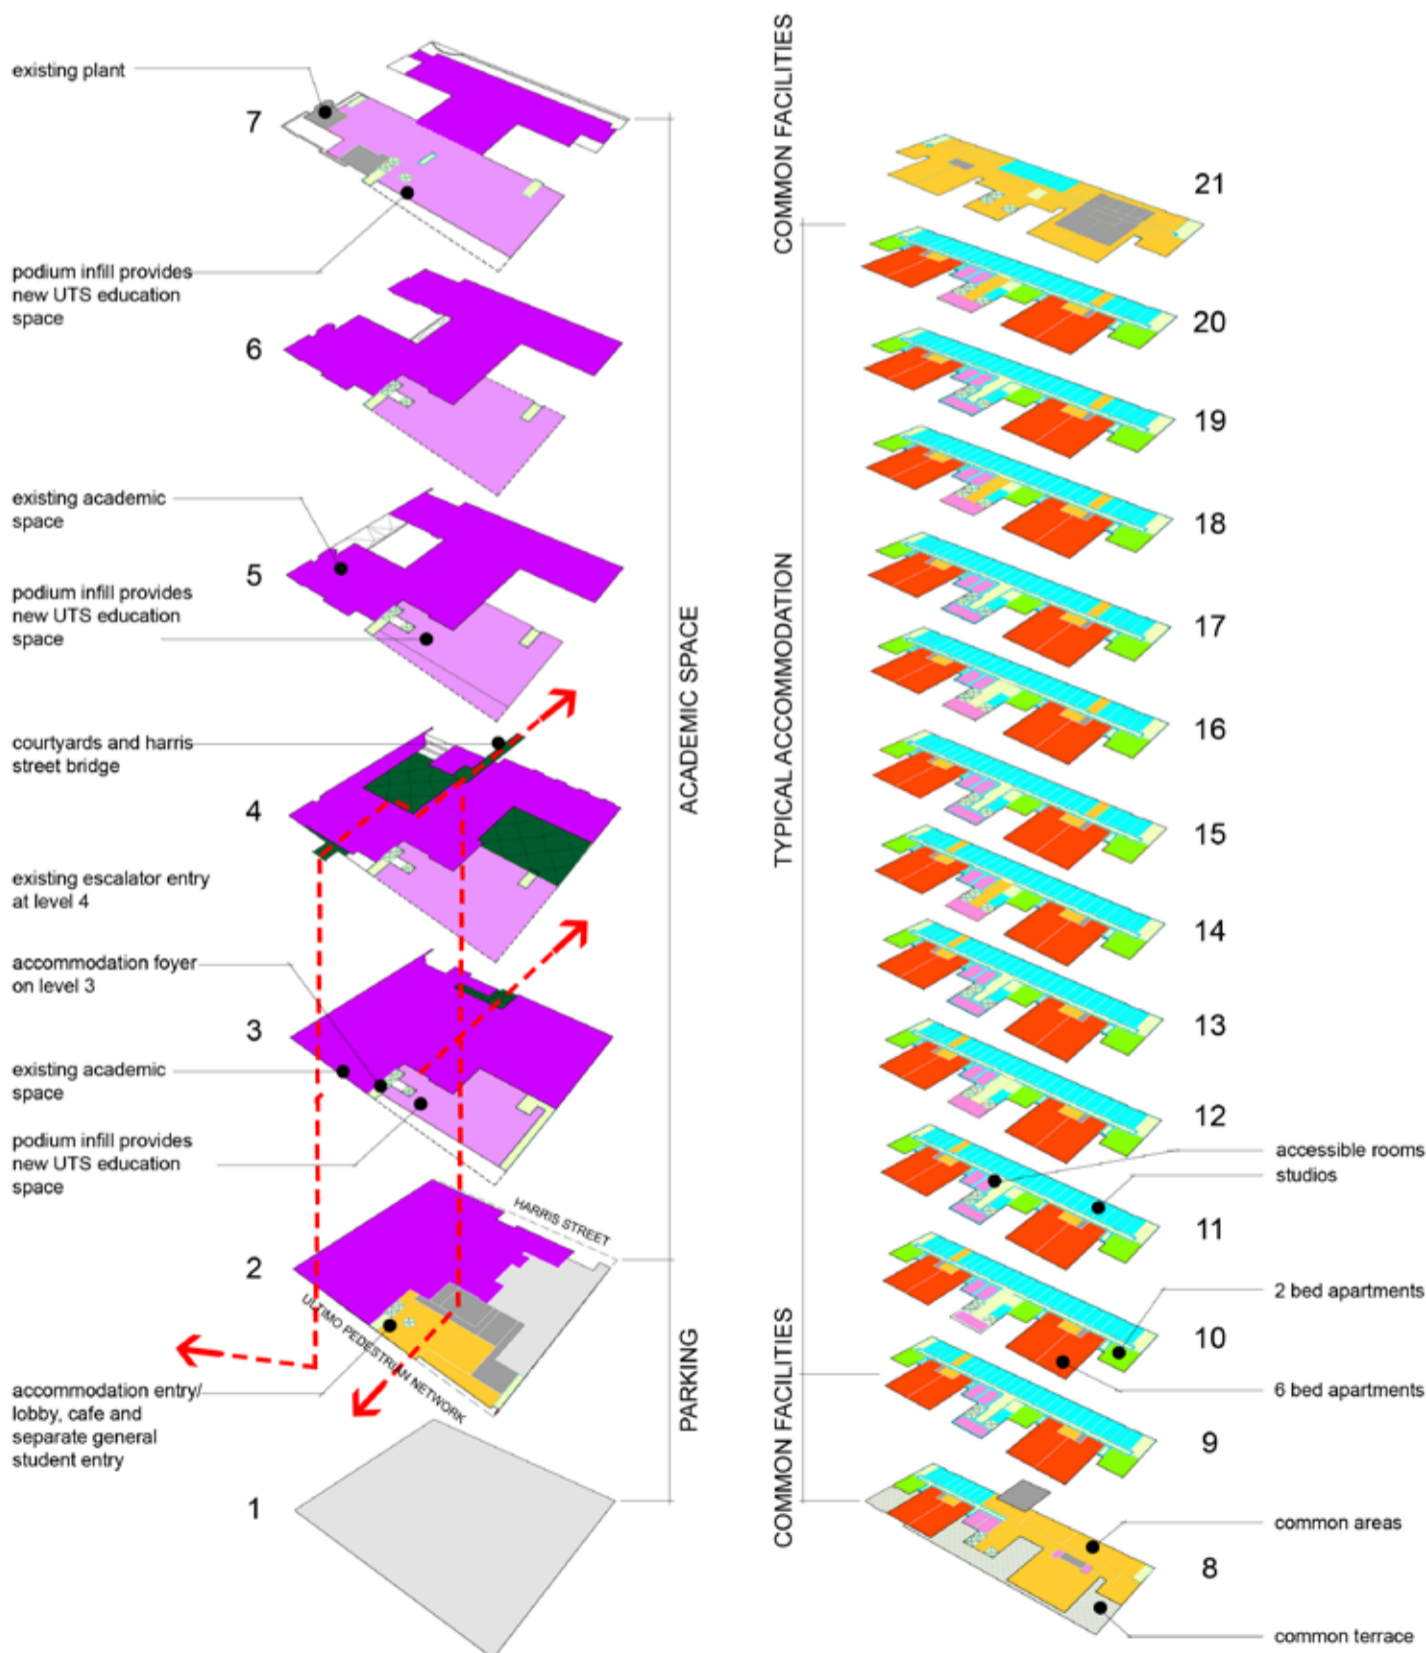 existing plant
7
podium infill provides
new UTS education
space
6
existing academic
space
5
podium infill provides
new UTS education
space
courtyards and harris
street bridge
4
existing escalator entry
at level 4
accommodation foyer
on level 3
3
existing academic
space
podium infill provides
new UTS education
space
HARRIS STREET
2
ULTIMO PEDESTRIAN NETWORK
accommodation entry/
lobby, cafe and
separate general
student entry
1
ACADEMIC SPACE
PARKING
COMMON FACILITIES
TYPICAL ACCOMMODATION
COMMON FACILITIES
21
20
19
18
17
16
15
14
13
12
accessible rooms
studios
11
2 bed apartments
10
6 bed apartments
9
common areas
8
common terrace